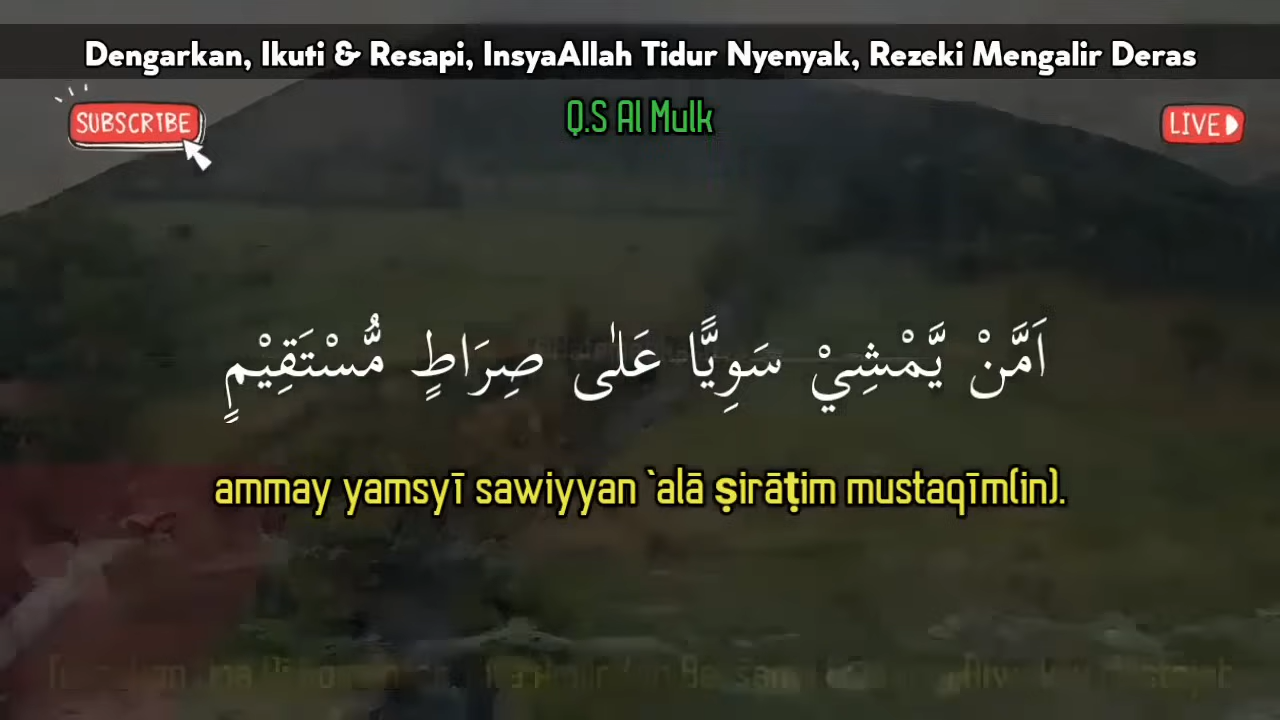 Dengarkan, Ikuti & Resapi, InsyaAllah Tidur Nyenyak, Rezeki Mengalir Deras
SUBSCRIBE
Q.S Al Mulk
LIVE
اَمَّنْ يَّمْشِيْ سَوِيًّا عَلٰى صِرَاطٍ مُّسْتَقِيْمٍ
ammay yamsyī sawiyyan `alā ṣirāṭim mustaqīm(in).